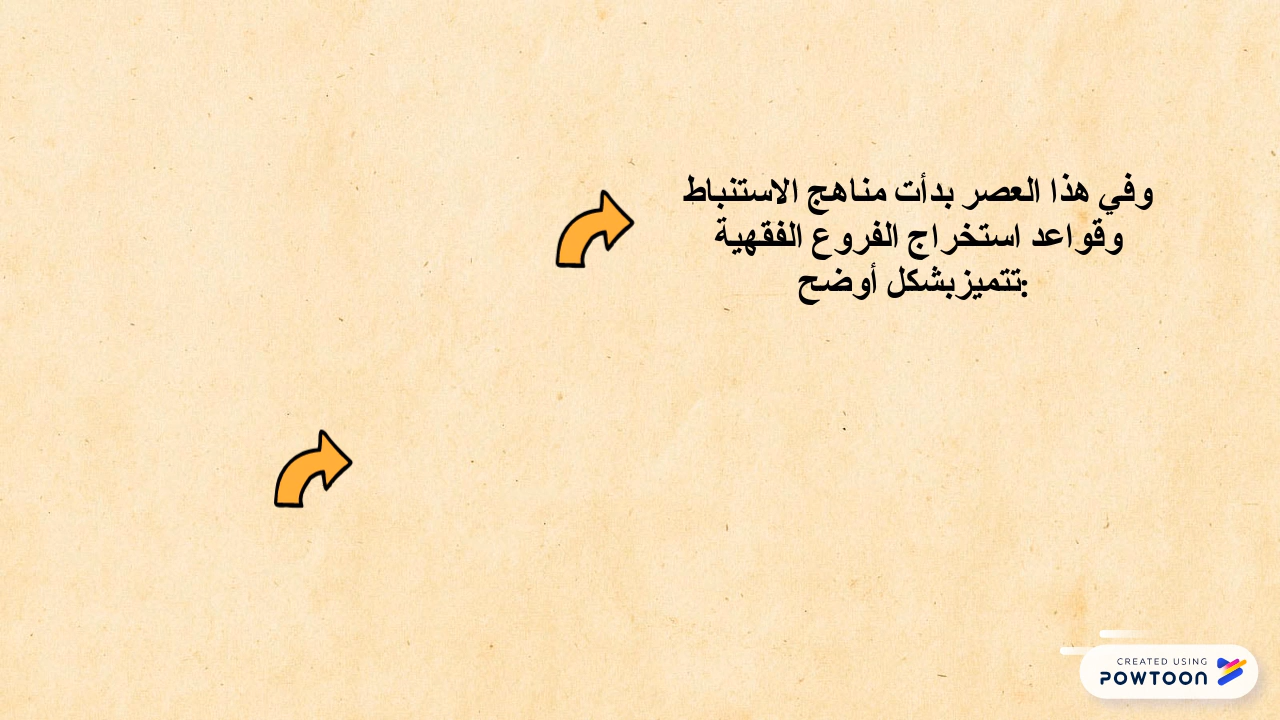 وفي هذا العصر بدأت مناهج الاستنباط
وقواعد استخراج الفروع الفقهية
تتميزبشكل أوضح:
CREATED USING
POWTOON